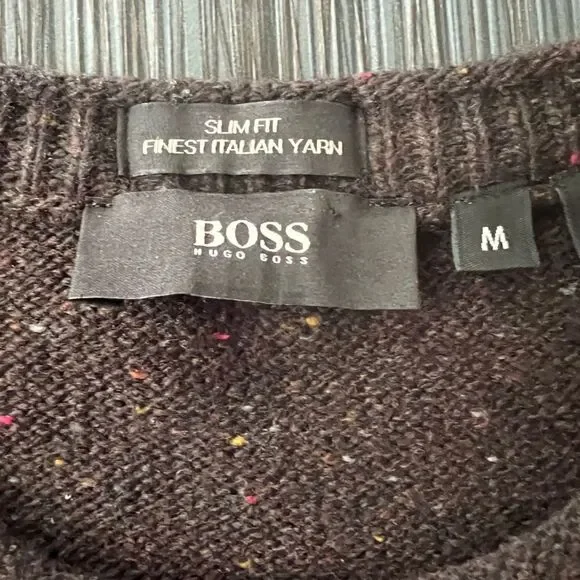 SLIM FIT
FINEST ITALIAN YARN
BOSS
HUGO BOSS
M